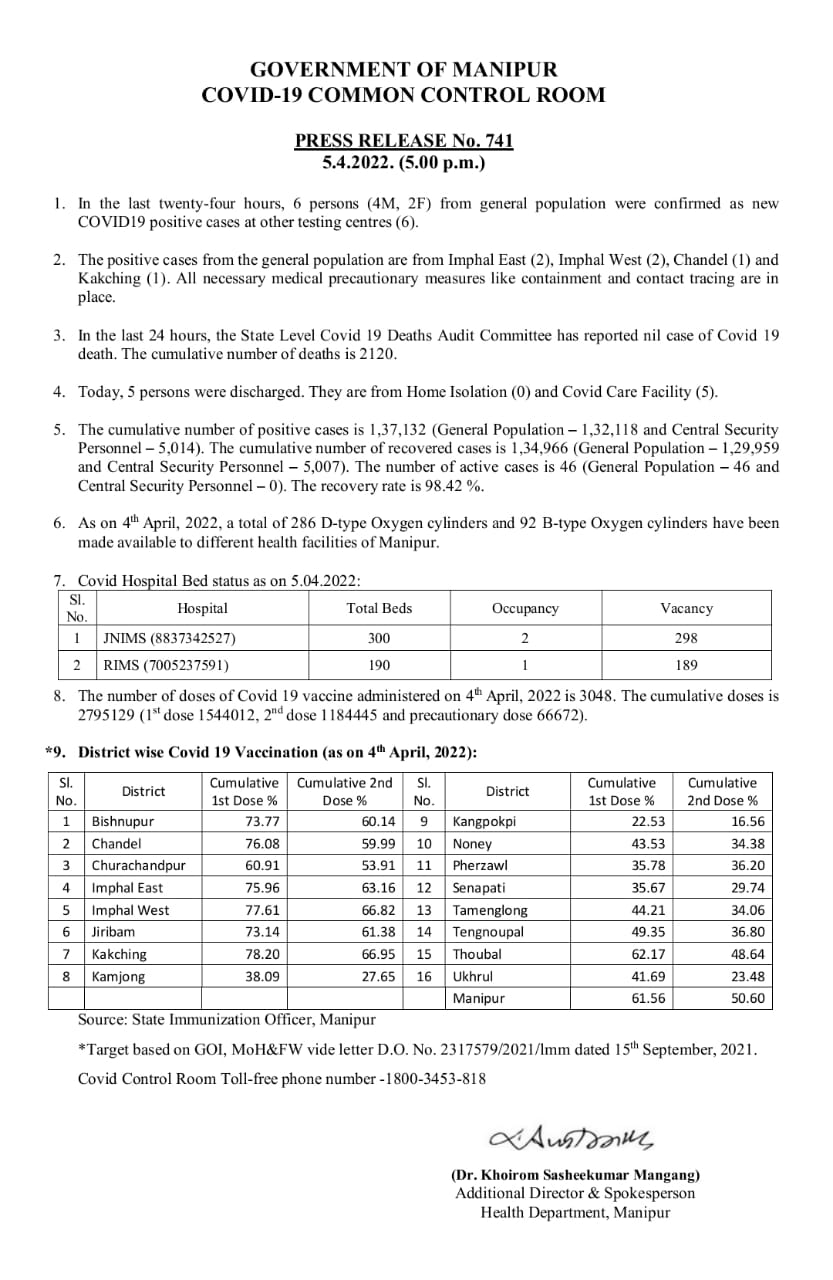 GOVERNMENT OF MANIPUR
COVID-19 COMMON CONTROL ROOM
PRESS RELEASE No. 741
5.4.2022. (5.00 p.m.)
1. In the last twenty-four hours, 6 persons (4M, 2F) from general population were confirmed as new
COVID19 positive cases at other testing centres (6).
2. The positive cases from the general population are from Imphal East (2), Imphal West (2), Chandel (1) and
Kakching (1). All necessary medical precautionary measures like containment and contact tracing are in
place.
3. In the last 24 hours, the State Level Covid 19 Deaths Audit Committee has reported nil case of Covid 19
death. The cumulative number of deaths is 2120.
4. Today, 5 persons were discharged. They are from Home Isolation (0) and Covid Care Facility (5).
5. The cumulative number of positive cases is 1,37,132 (General Population – 1,32,118 and Central Security
Personnel – 5,014). The cumulative number of recovered cases is 1,34,966 (General Population – 1,29,959
and Central Security Personnel – 5,007). The number of active cases is 46 (General Population – 46 and
Central Security Personnel – 0). The recovery rate is 98.42 %.
6. As on 4th April, 2022, a total of 286 D-type Oxygen cylinders and 92 B-type Oxygen cylinders have been
made available to different health facilities of Manipur.
7. Covid Hospital Bed status as on 5.04.2022:
Sl. No. Hospital Total Beds Occupancy Vacancy
1 JNIMS (8837342527) 300 2 298
2 RIMS (7005237591) 190 1 189
8. The number of doses of Covid 19 vaccine administered on 4th April, 2022 is 3048. The cumulative doses is
2795129 (1st dose 1544012, 2nd dose 1184445 and precautionary dose 66672).
*9. District wise Covid 19 Vaccination (as on 4th April, 2022):
Sl. No. District Cumulative 1st Dose % Cumulative 2nd Dose % Sl. No. District Cumulative 1st Dose % Cumulative 2nd Dose %
1 Bishnupur 73.77 60.14 9 Kangpokpi 22.53 16.56
2 Chandel 76.08 59.99 10 Noney 43.53 34.38
3 Churachandpur 60.91 53.91 11 Pherzawl 35.78 36.20
4 Imphal East 75.96 63.16 12 Senapati 35.67 29.74
5 Imphal West 77.61 66.82 13 Tamenglong 44.21 34.06
6 Jiribam 73.14 61.38 14 Tengnoupal 49.35 36.80
7 Kakching 78.20 66.95 15 Thoubal 62.17 48.64
8 Kamjong 38.09 27.65 16 Ukhrul 41.69 23.48
Manipur 61.56 50.60
Source: State Immunization Officer, Manipur
*Target based on GOI, MoH&FW vide letter D.O. No. 2317579/2021/Imm dated 15th September, 2021.
Covid Control Room Toll-free phone number -1800-3453-818
(Dr. Khoirom Sasheekumar Mangang)
Additional Director & Spokesperson
Health Department, Manipur